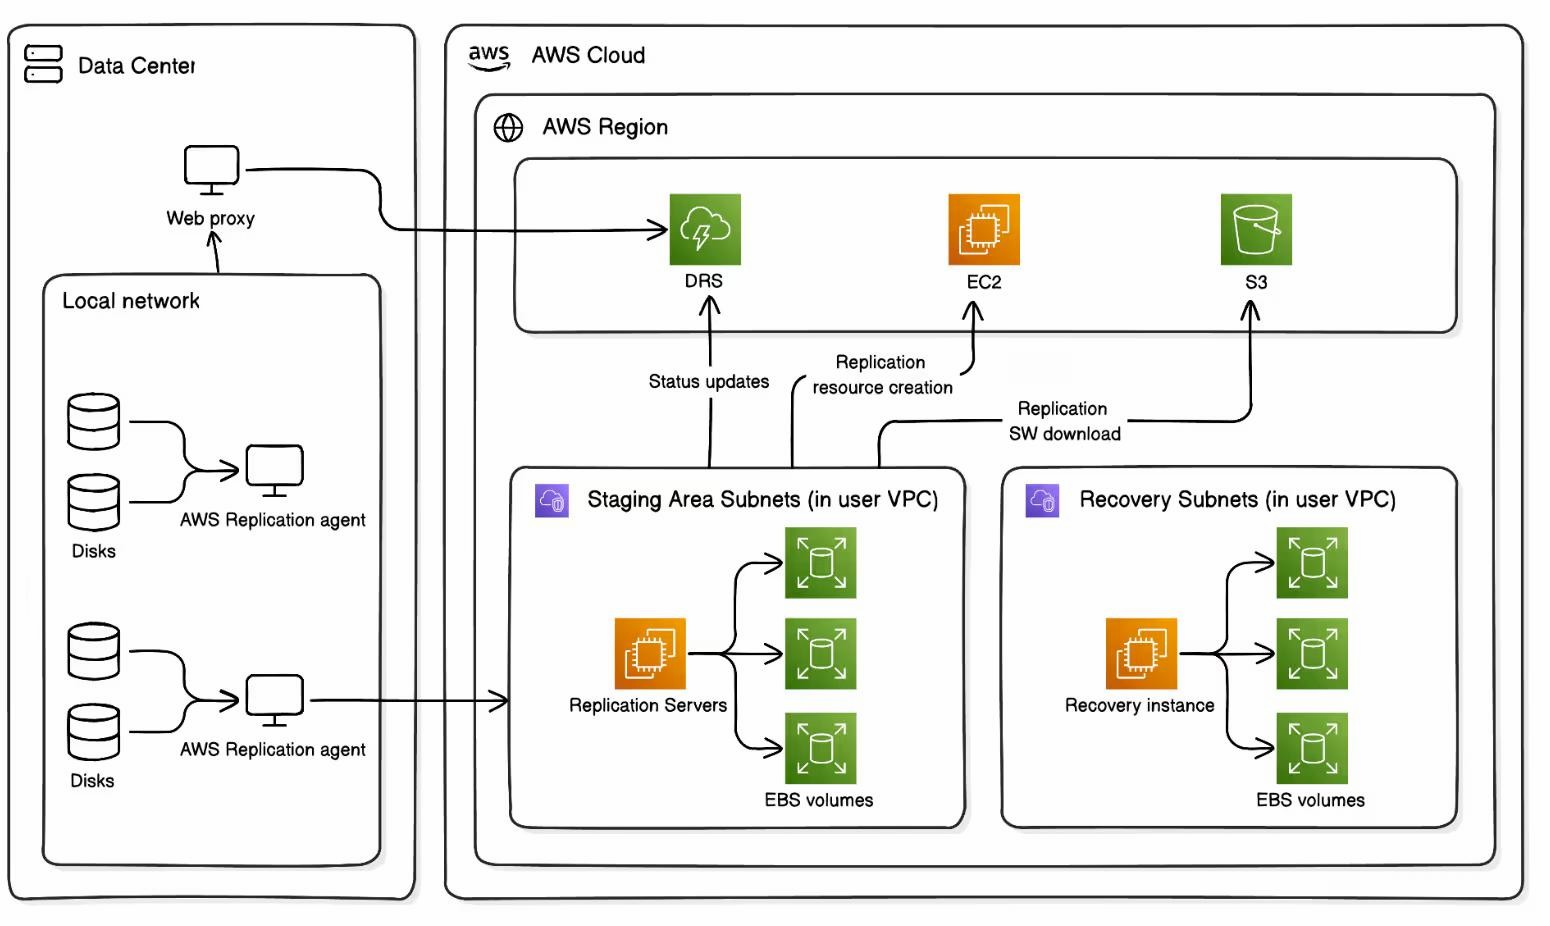 Data Center
Web proxy
Local network
AWS Replication agent
Disks
AWS Replication agent
Disks
aws
AWS Cloud
AWS Region
DRS
EC2
S3
Status updates
Replication
resource creation
Replication
SW download
Staging Area Subnets (in user VPC)
Replication Servers
EBS volumes
Recovery Subnets (in user VPC)
Recovery instance
EBS volumes